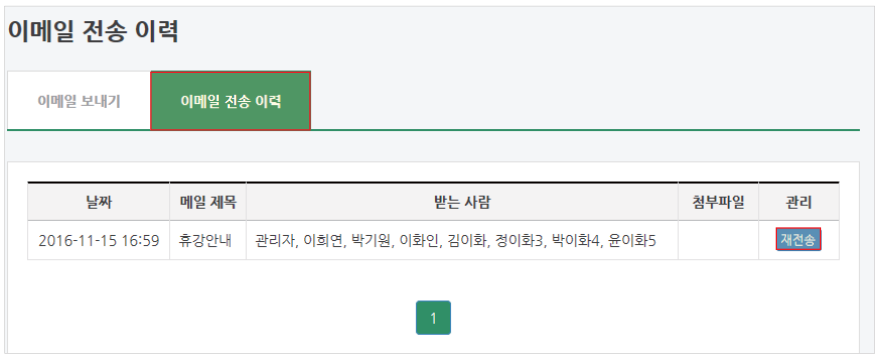 이메일 전송 이력
이메일 보내기 이메일 전송 이력
날짜 메일 제목 받는 사람 첨부파일 관리
2016-11-15 16:59 휴강안내 관리자, 이희연, 박기원, 이화인, 김이화, 정이화3, 박이화4, 윤이화5 재전송
1